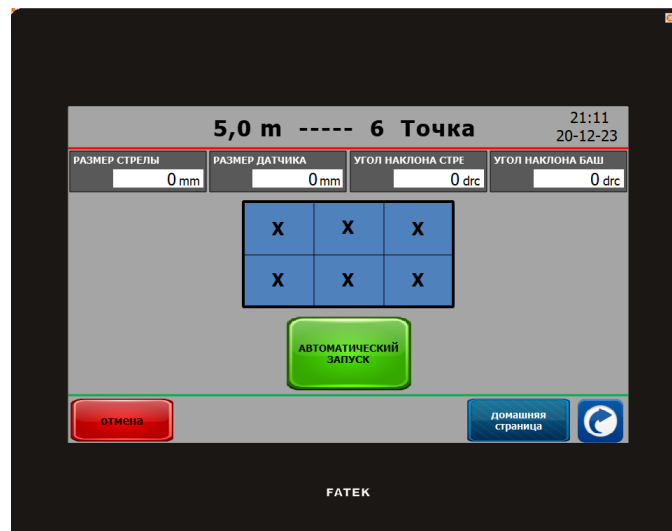 5,0 m ----- 6 Точка
21:11
20-12-23
РАЗМЕР СТРЕЛЫ
0 mm
РАЗМЕР ДАТЧИКА
0 mm
УГОЛ НАКЛОНА СТРЕ
0 drc
УГОЛ НАКЛОНА БАШ
0 drc
X X X
X X X
АВТОМАТИЧЕСКИЙ
ЗАПУСК
отмена
домашняя
страница
FATEK